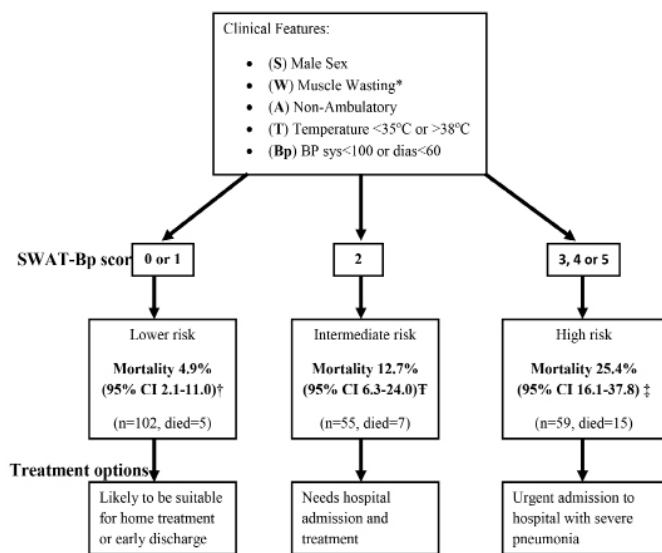 Clinical Features:
• (S) Male Sex
• (W) Muscle Wasting*
• (A) Non-Ambulatory
• (T) Temperature <35°C or >38°C
• (Bp) BP sys<100 or dias<60
SWAT-Bp scor
0 or 1
2
3, 4 or 5
Lower risk
Mortality 4.9%
(95% CI 2.1-11.0)†
(n=102, died=5)
Intermediate risk
Mortality 12.7%
(95% CI 6.3-24.0)Ŧ
(n=55, died=7)
High risk
Mortality 25.4%
(95% CI 16.1-37.8) ‡
(n=59, died=15)
Treatment options
Likely to be suitable
for home treatment
or early discharge
Needs hospital
admission and
treatment
Urgent admission to
hospital with severe
pneumonia